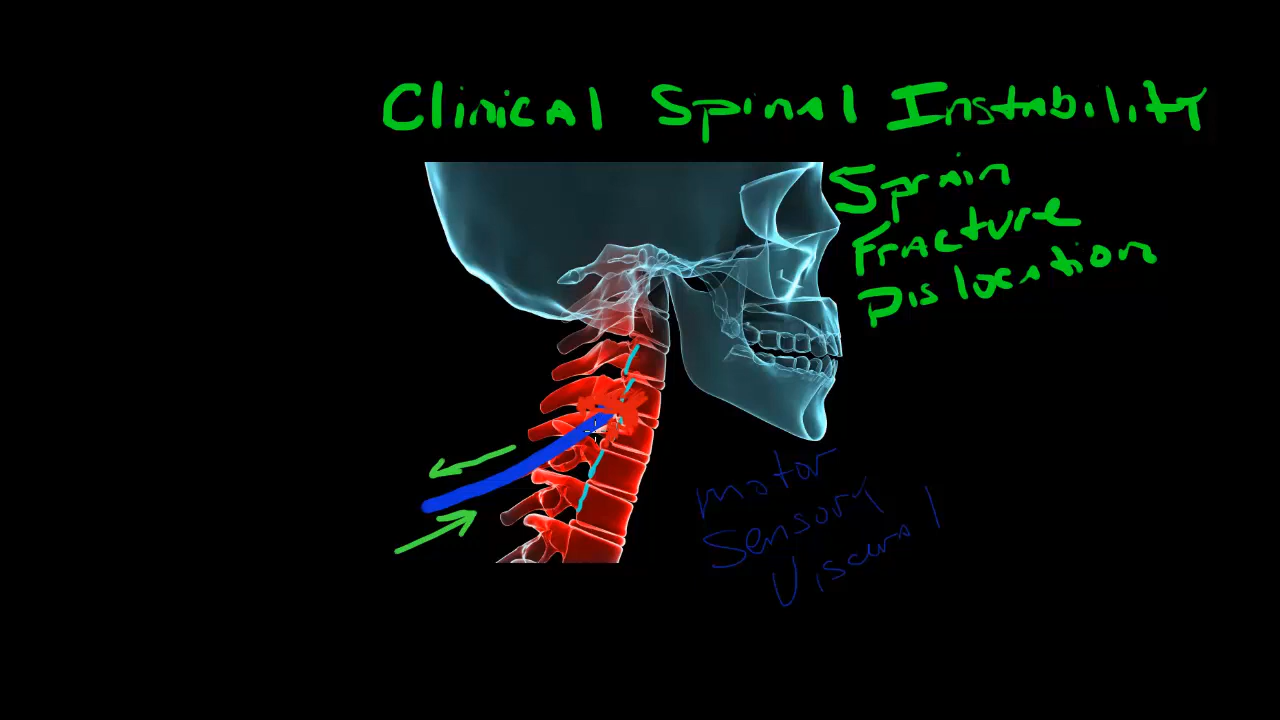 Clinical Spinal Instability
Sprain
Fracture
Dislocation
motor
Sensory
Visceral